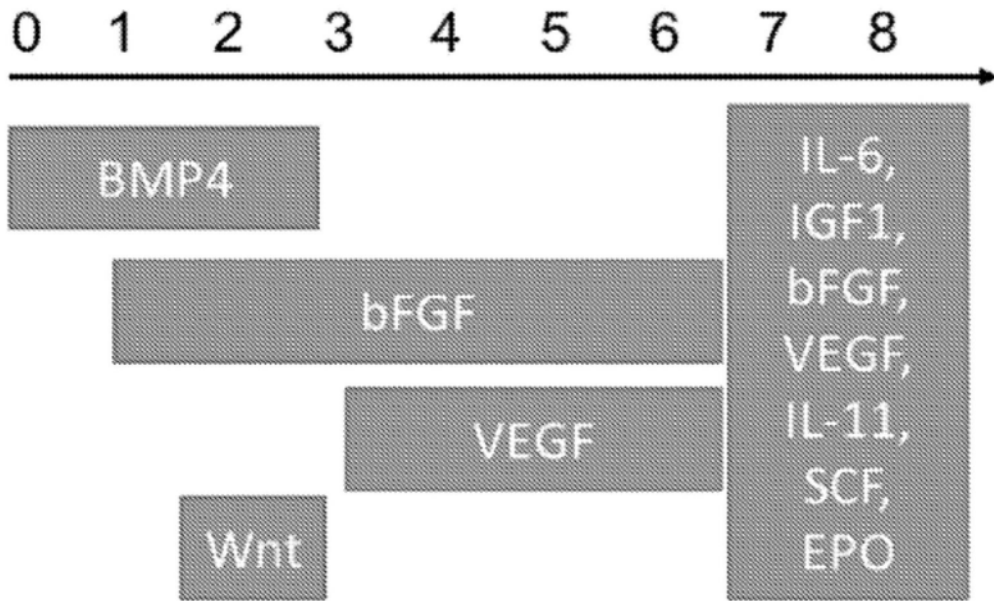 0 1 2 3 4 5 6 7 8
BMP4
bFGF
VEGF
Wnt
IL-6,
IGF1,
bFGF,
VEGF,
IL-11,
SCF,
EPO